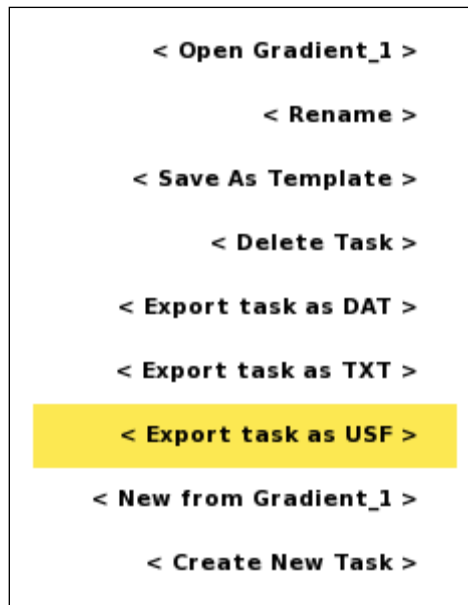 < Open Gradient_1 >
< Rename >
< Save As Template >
< Delete Task >
< Export task as DAT >
< Export task as TXT >
< Export task as USF >
< New from Gradient_1 >
< Create New Task >